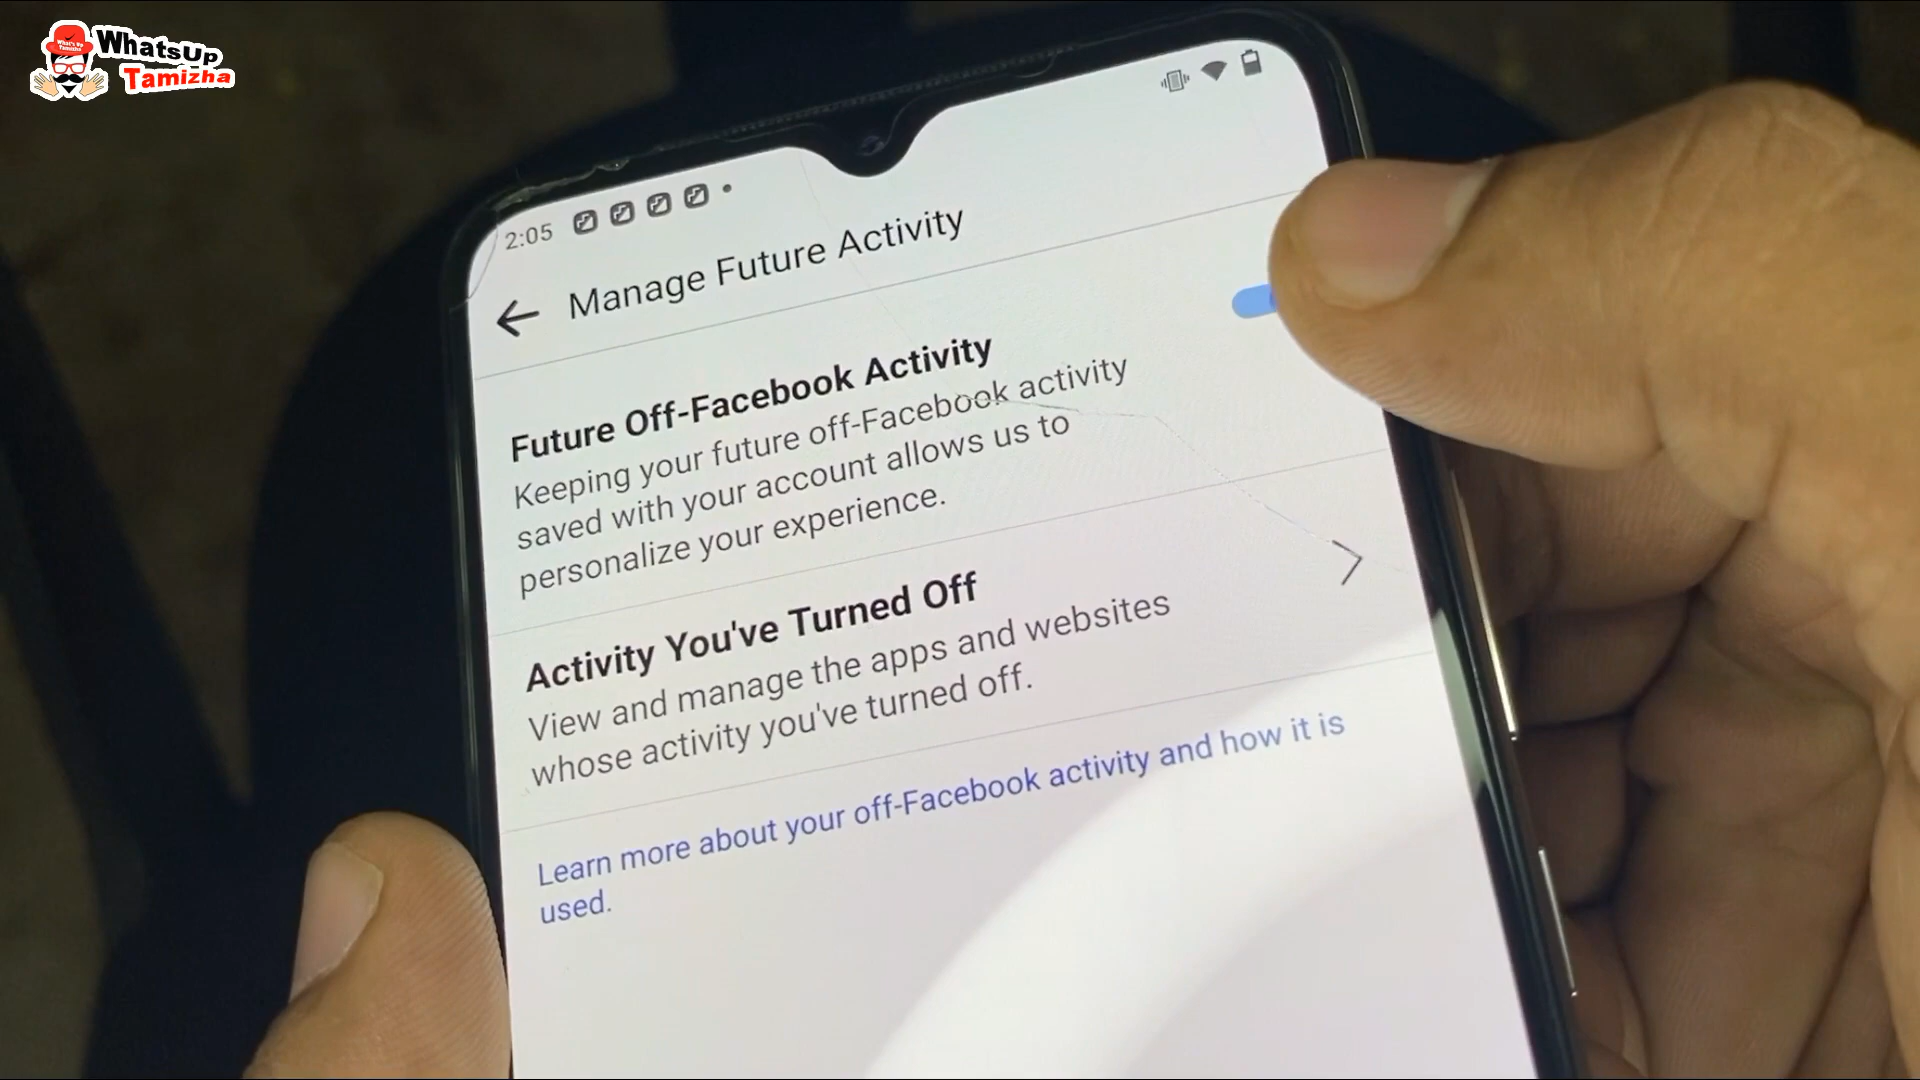 WhatsUp
Tamizha
2:05
Manage Future Activity
Future Off-Facebook Activity
Keeping your future off-Facebook activity
saved with your account allows us to
personalize your experience.
Activity You've Turned Off
View and manage the apps and websites
whose activity you've turned off.
Learn more about your off-Facebook activity and how it is
used.